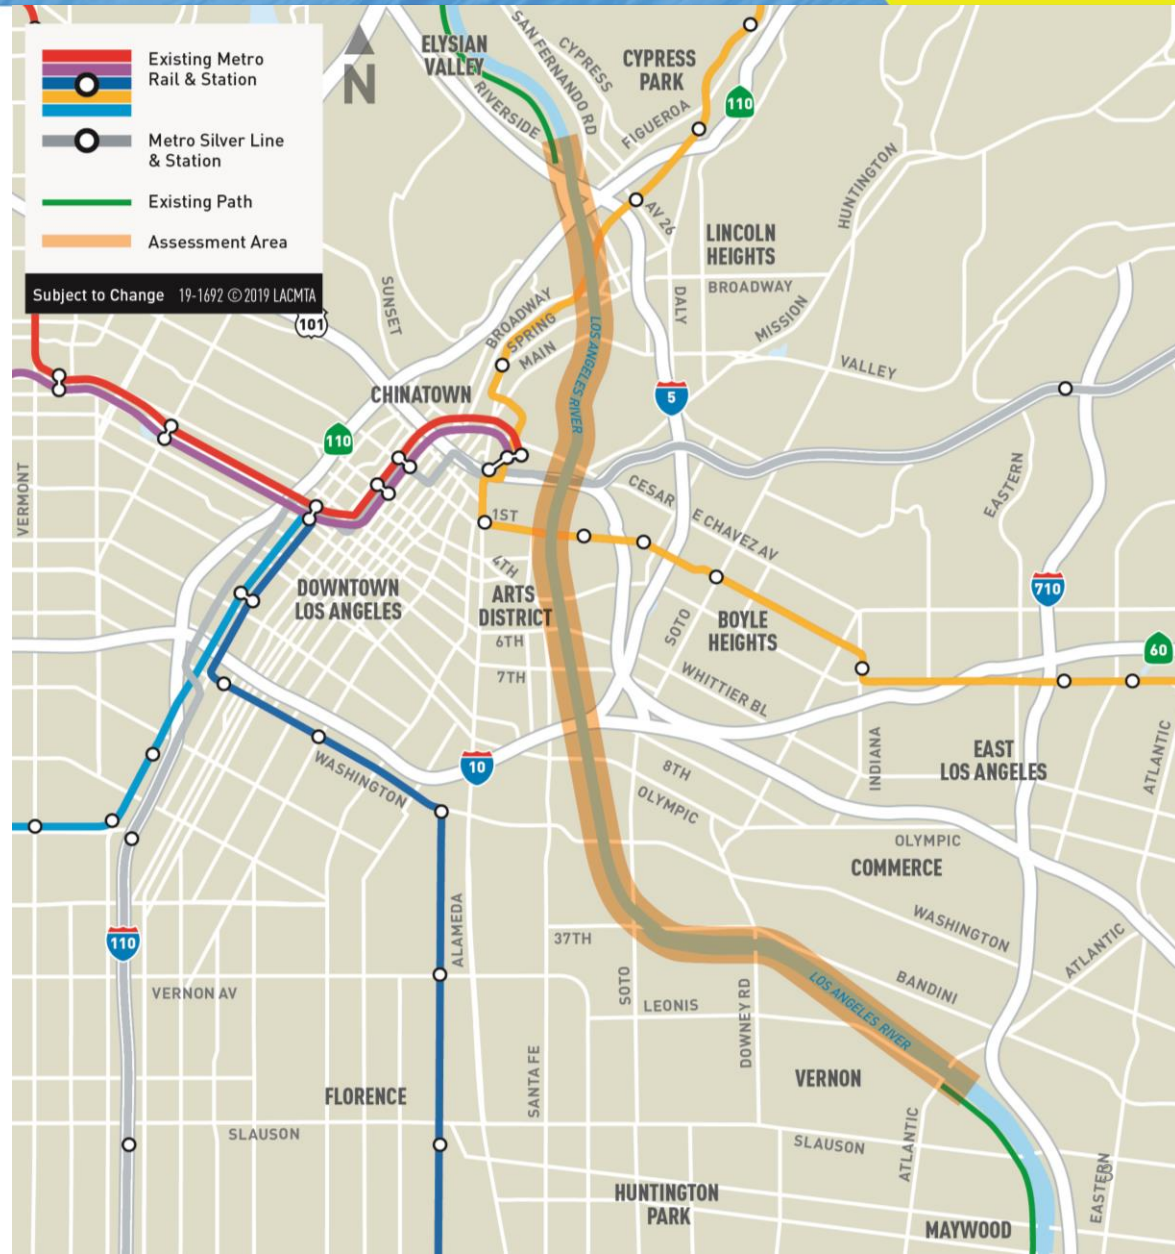 Existing Metro
Rail & Station
Metro Silver Line
& Station
Existing Path
Assessment Area
Subject to Change 19-1692 © 2019 LACMTA
N
ELYSIAN
VALLEY
SAN FERNANDO RD
CYPRESS
CYPRESS
PARK
RIVERSIDE
FIGUEROA
110
AV 26
HUNTINGTON
LINCOLN
HEIGHTS
BROADWAY
DALY
MISSION
VALLEY
SUNSET
101
BROADWAY
SPRING
MAIN
LOS ANGELES RIVER
CHINATOWN
5
110
VERMONT
CESAR
E CHAVEZ AV
EASTERN
1ST
4TH
DOWNTOWN
LOS ANGELES
ARTS
DISTRICT
6TH
7TH
SOTO
BOYLE
HEIGHTS
710
60
WHITTIER BL
10
WASHINGTON
8TH
OLYMPIC
INDIANA
EAST
LOS ANGELES
ATLANTIC
OLYMPIC
COMMERCE
WASHINGTON
ATLANTIC
110
ALAMEDA
37TH
SOTO
VERNON AV
LEONIS
DOWNEY RD
LOS ANGELES RIVER
BANDINI
SANTA FE
VERNON
FLORENCE
SLAUSON
SLAUSON
ATLANTIC
EASTERN
HUNTINGTON
PARK
MAYWOOD